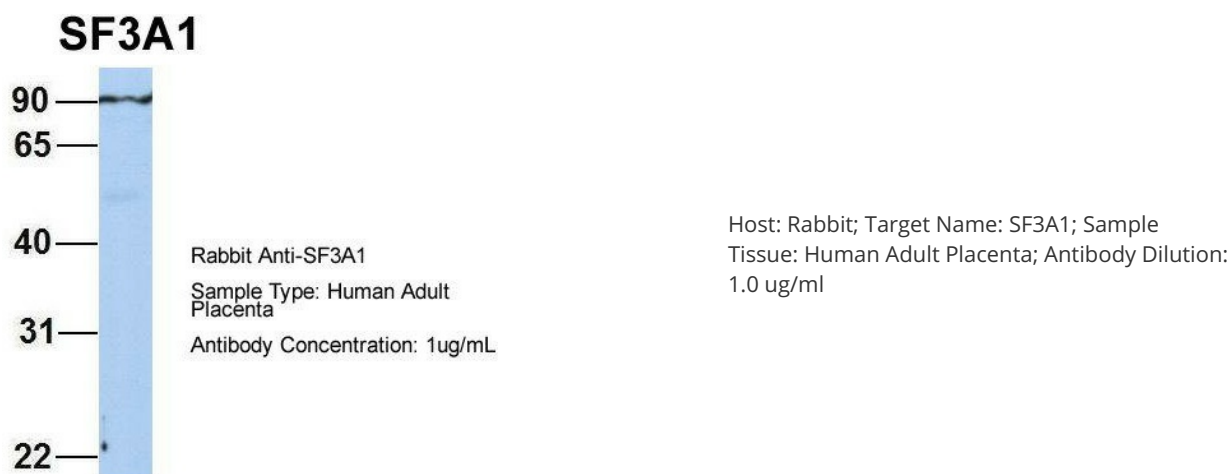 SF3A1
90
65
40
31
22
Rabbit Anti-SF3A1
Sample Type: Human Adult
Placenta
Antibody Concentration: 1ug/mL
Host: Rabbit; Target Name: SF3A1; Sample
Tissue: Human Adult Placenta; Antibody Dilution:
1.0 ug/ml